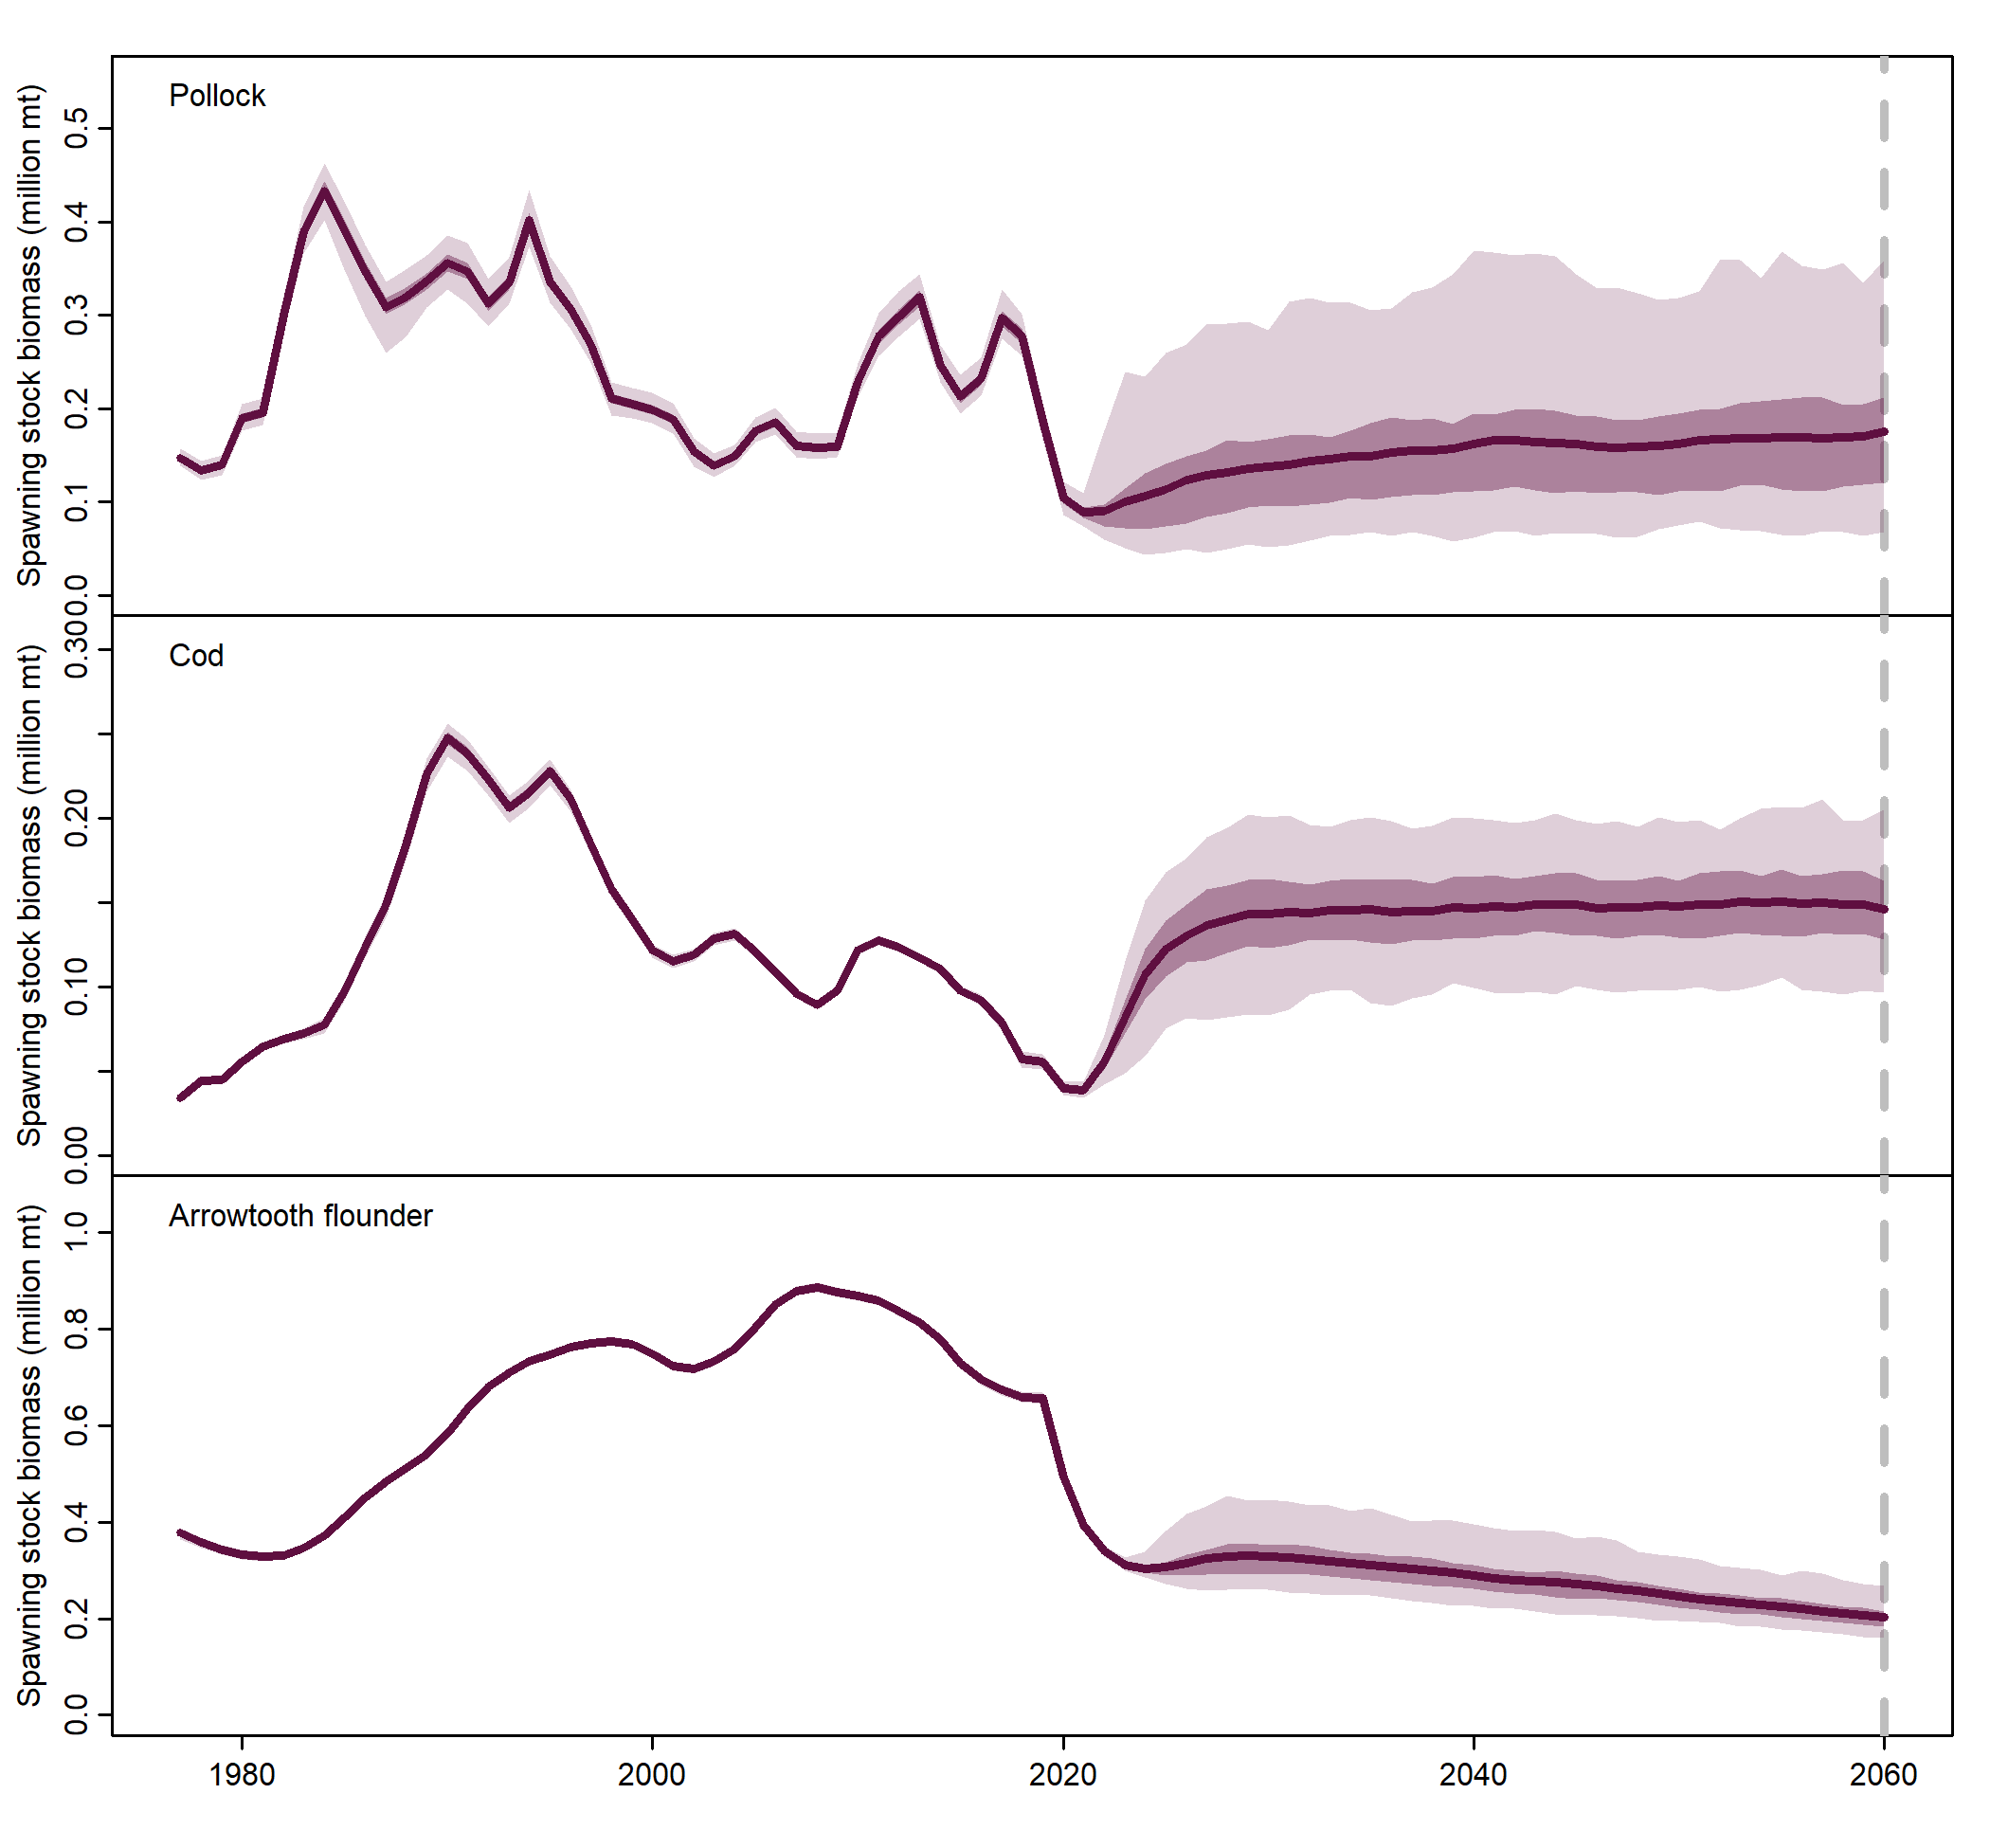 Pollock
Spawning stock biomass (million mt)
0.5
0.4
0.3
0.2
0.1
0.0
Cod
Spawning stock biomass (million mt)
0.30
0.20
0.10
0.00
Arrowtooth flounder
Spawning stock biomass (million mt)
1.0
0.8
0.6
0.4
0.2
0.0
1980 2000 2020 2040 2060